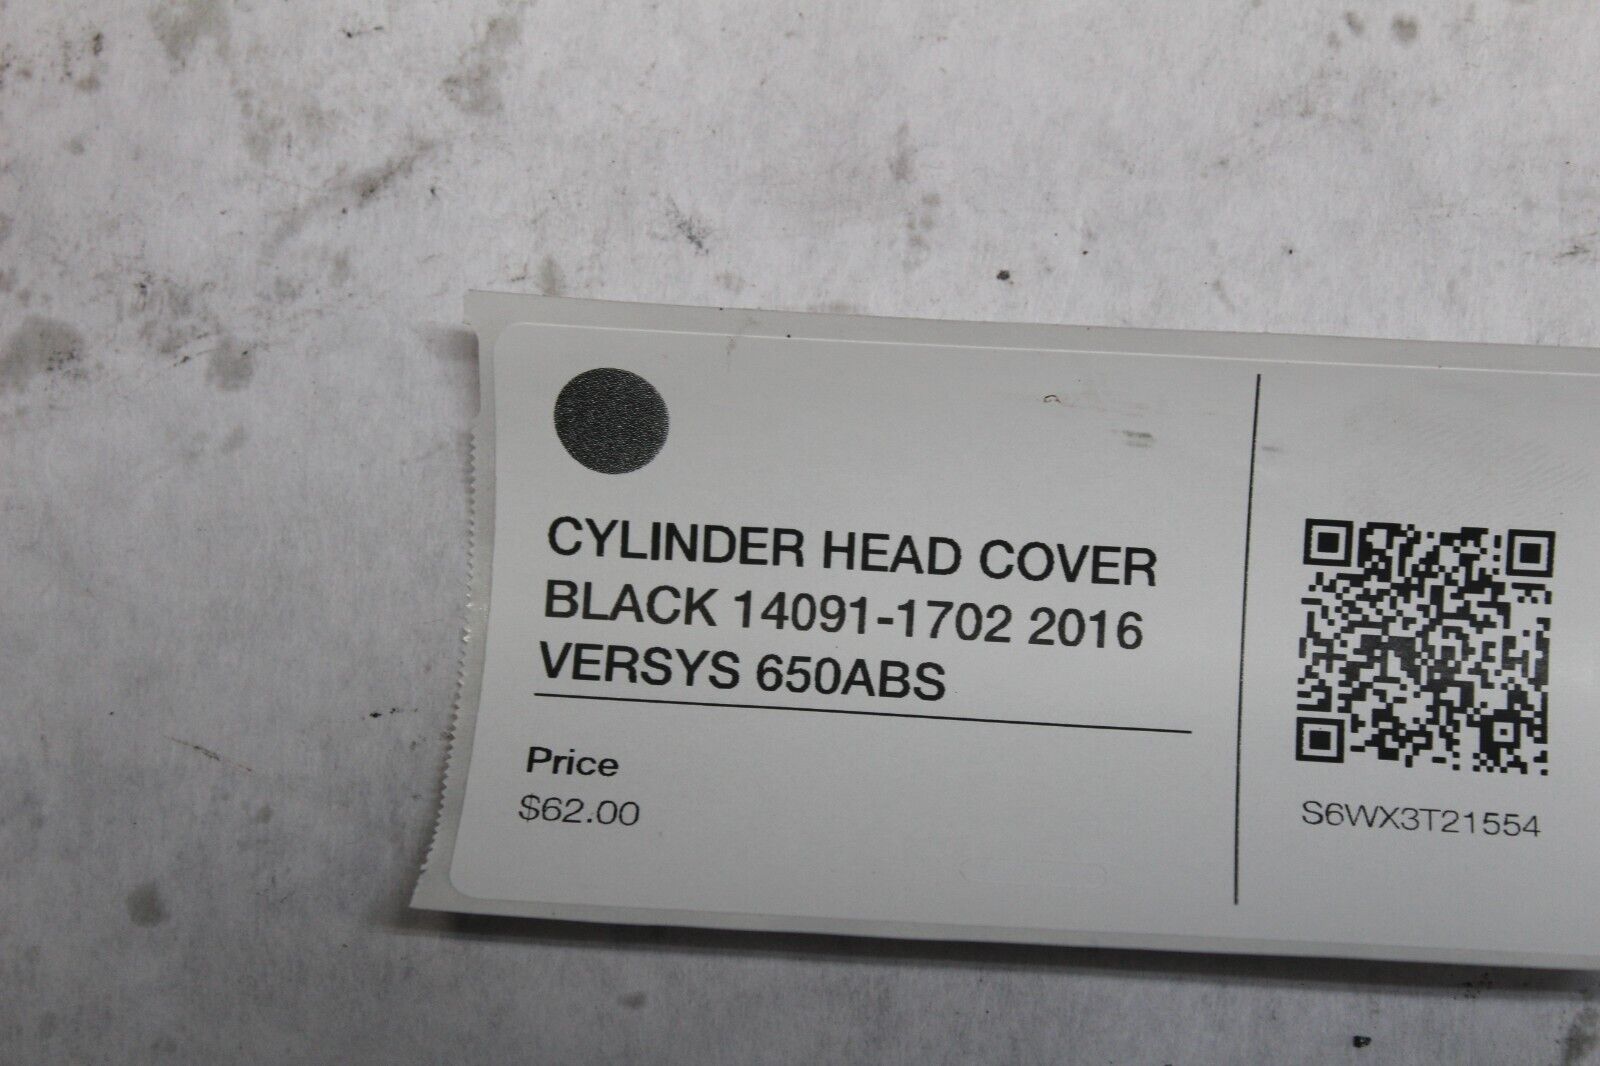 CYLINDER HEAD COVER
BLACK 14091-1702 2016
VERSYS 650ABS
Price
$62.00
S6WX3T21554